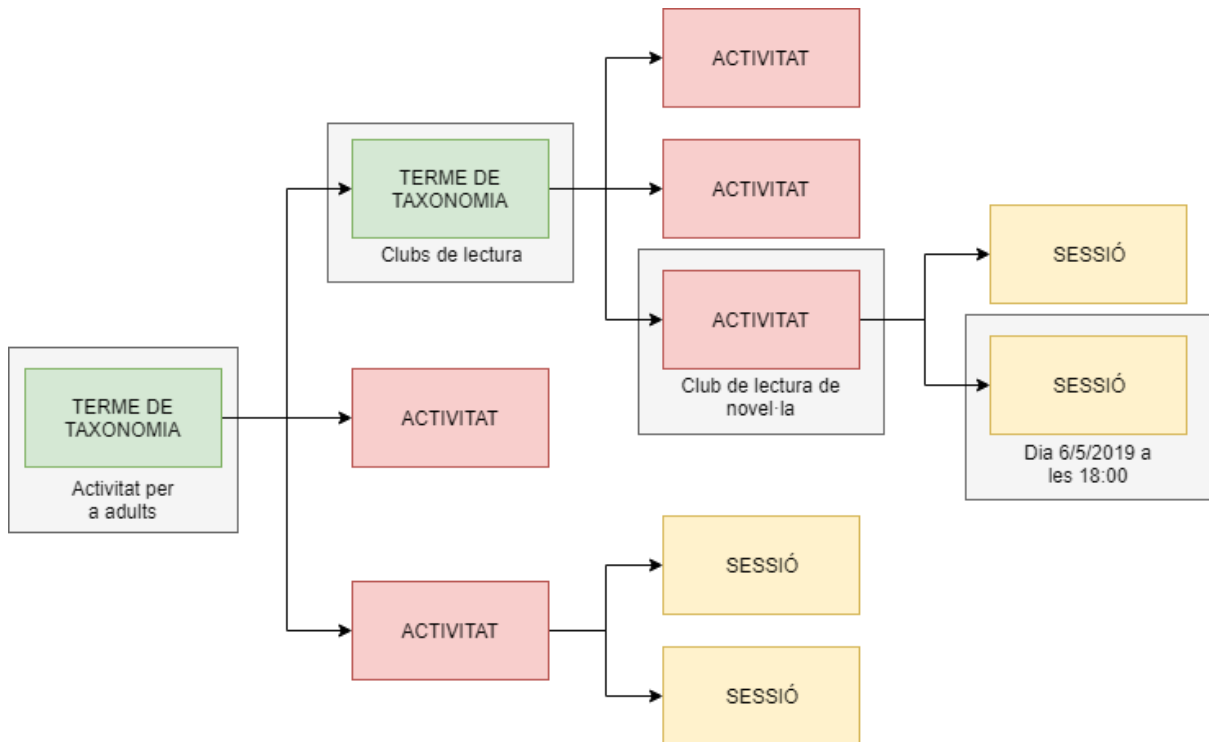 ACTIVITAT
TERME DE
TAXONOMIA
Clubs de lectura
ACTIVITAT
SESSIÓ
ACTIVITAT
Club de lectura de
novel·la
SESSIÓ
Dia 6/5/2019 a
les 18:00
TERME DE
TAXONOMIA
Activitat per
a adults
ACTIVITAT
SESSIÓ
ACTIVITAT
SESSIÓ